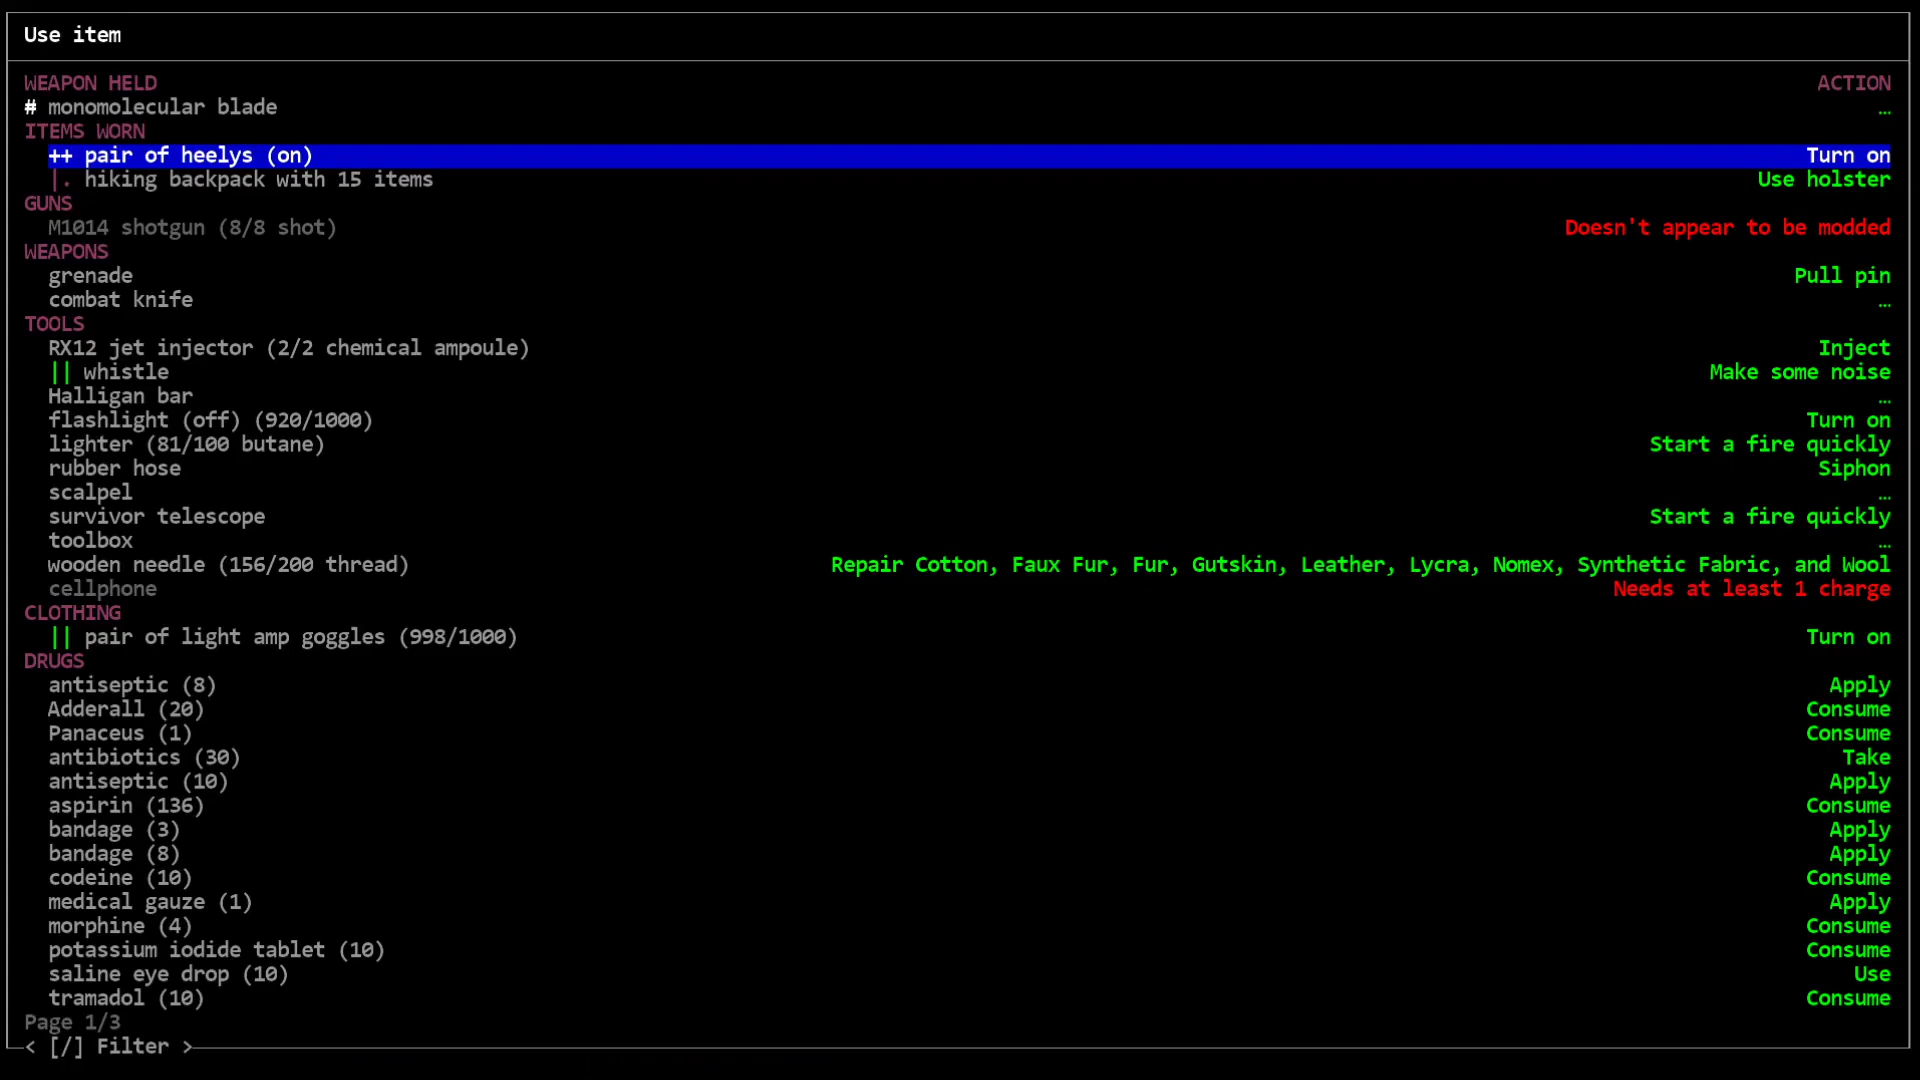 Use item
WEAPON HELD ACTION
# monomolecular blade …
ITEMS WORN
++ pair of heelys (on) Turn on
|. hiking backpack with 15 items Use holster
GUNS
M1014 shotgun (8/8 shot) Doesn't appear to be modded
WEAPONS
grenade Pull pin
combat knife …
TOOLS
RX12 jet injector (2/2 chemical ampoule) Inject
|| whistle Make some noise
Halligan bar …
flashlight (off) (920/1000) Turn on
lighter (81/100 butane) Start a fire quickly
rubber hose Siphon
scalpel …
survivor telescope Start a fire quickly
toolbox …
wooden needle (156/200 thread) Repair Cotton, Faux Fur, Fur, Gutskin, Leather, Lycra, Nomex, Synthetic Fabric, and Wool
cellphone Needs at least 1 charge
CLOTHING
|| pair of light amp goggles (998/1000) Turn on
DRUGS
antiseptic (8) Apply
Adderall (20) Consume
Panaceus (1) Consume
antibiotics (30) Take
antiseptic (10) Apply
aspirin (136) Consume
bandage (3) Apply
bandage (8) Apply
codeine (10) Consume
medical gauze (1) Apply
morphine (4) Consume
potassium iodide tablet (10) Consume
saline eye drop (10) Use
tramadol (10) Consume
Page 1/3
< [/] Filter >